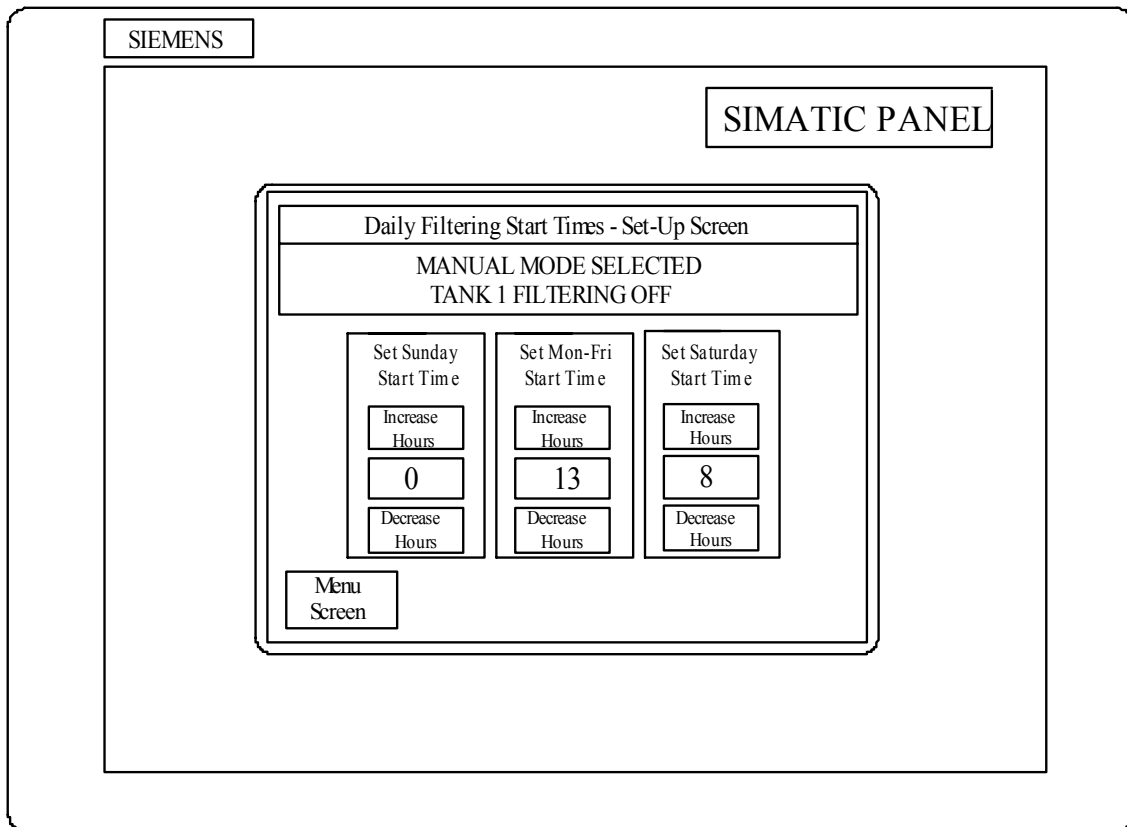 SIEMENS
SIMATIC PANEL
Daily Filtering Start Times - Set-Up Screen
MANUAL MODE SELECTED
TANK 1 FILTERING OFF
Set Sunday
Start Time
Increase
Hours
0
Decrease
Hours
Set Mon-Fri
Start Time
Increase
Hours
13
Decrease
Hours
Set Saturday
Start Time
Increase
Hours
8
Decrease
Hours
Menu
Screen